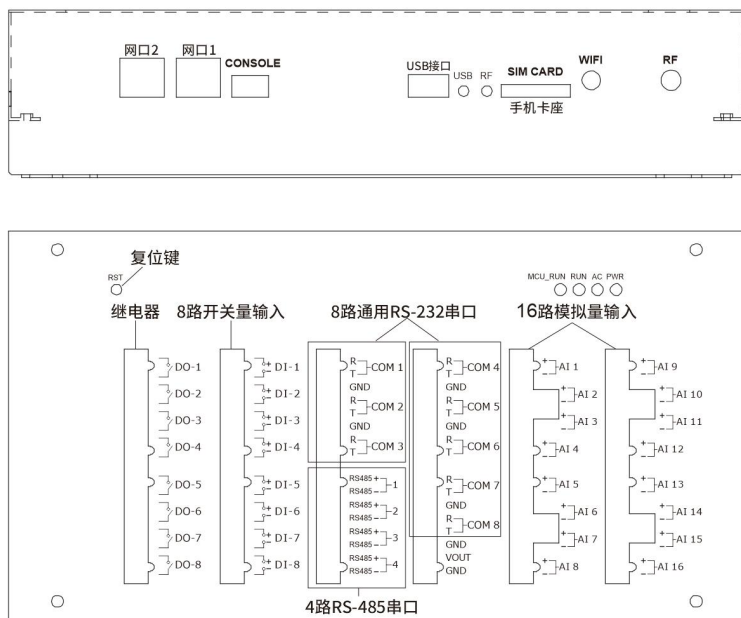 网口2 网口1 CONSOLE USB接口 USB RF SIM CARD WIFI RF
手机卡座
复位键
RST
MCU_RUN RUN AC PWR
继电器 8路开关量输入 8路通用RS-232串口 16路模拟量输入
DO-1
DO-2
DO-3
DO-4
DO-5
DO-6
DO-7
DO-8
+ DI-1
-
+ DI-2
-
+ DI-3
-
+ DI-4
-
+ DI-5
-
+ DI-6
-
+ DI-7
-
+ DI-8
-
R
T COM 1
GND
R
T COM 2
GND
R
T COM 3
RS485 +
RS485 - 1
RS485 +
RS485 - 2
RS485 +
RS485 - 3
RS485 +
RS485 - 4
R
T COM 4
GND
R
T COM 5
GND
R
T COM 6
R
T COM 7
GND
R
T COM 8
GND
VOUT
GND
+
- AI 1
+
- AI 2
+
- AI 3
+
- AI 4
+
- AI 5
+
- AI 6
+
- AI 7
+
- AI 8
+
- AI 9
+
- AI 10
+
- AI 11
+
- AI 12
+
- AI 13
+
- AI 14
+
- AI 15
+
- AI 16
4路RS-485串口